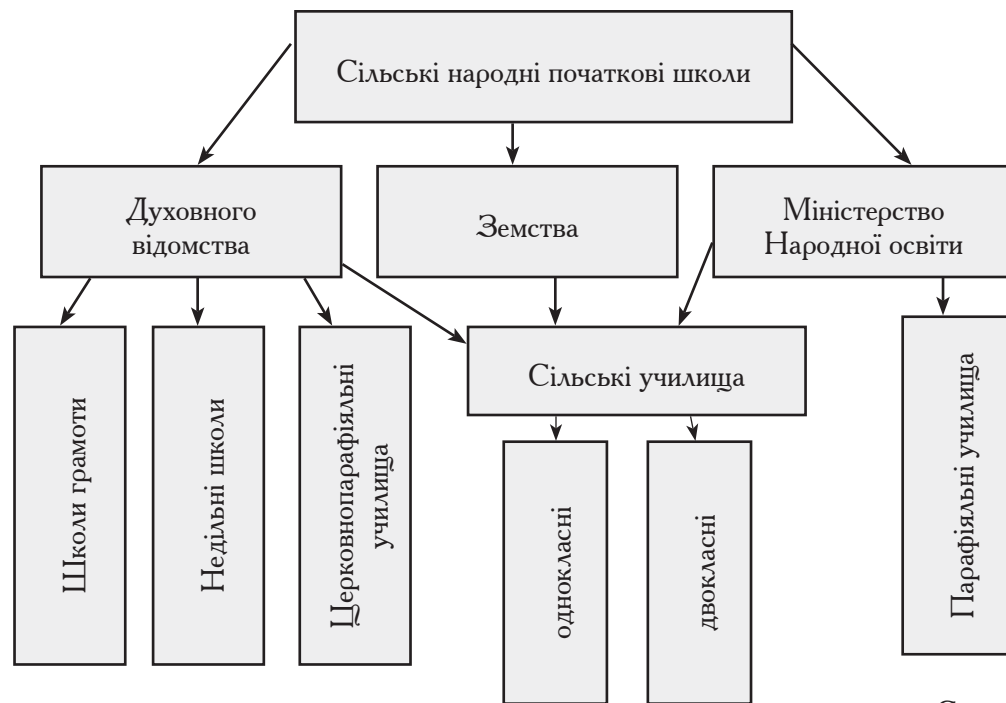 Сільські народні початкові школи
Духовного
відомства
Земства
Міністерство
Народної освіти
Школи грамоти
Недільні школи
Церковнопарафіяльні
училища
Сільські училища
однокласні
двокласні
Парафіяльні училища